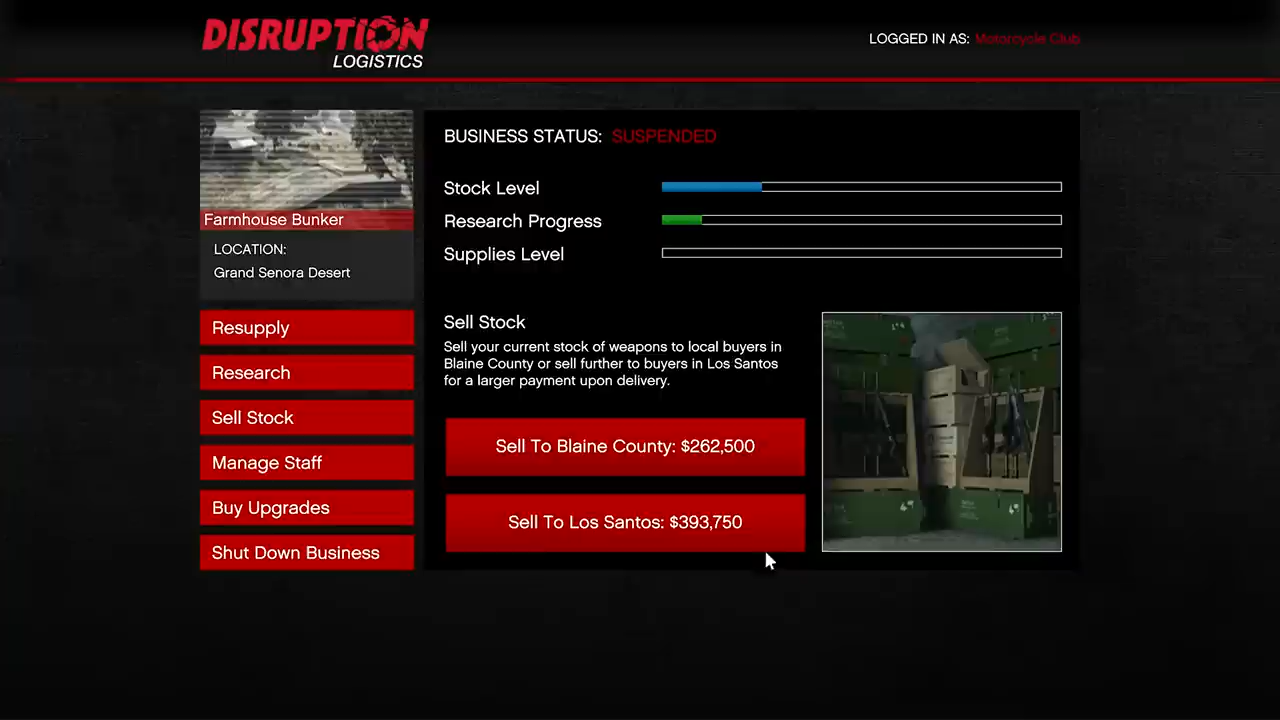 DISRUPTION
LOGISTICS
LOGGED IN AS: Motorcycle Club
Farmhouse Bunker
LOCATION:
Grand Senora Desert
Resupply
Research
Sell Stock
Manage Staff
Buy Upgrades
Shut Down Business
BUSINESS STATUS: SUSPENDED
Stock Level
Research Progress
Supplies Level
Sell Stock
Sell your current stock of weapons to local buyers in
Blaine County or sell further to buyers in Los Santos
for a larger payment upon delivery.
Sell To Blaine County: $262,500
Sell To Los Santos: $393,750